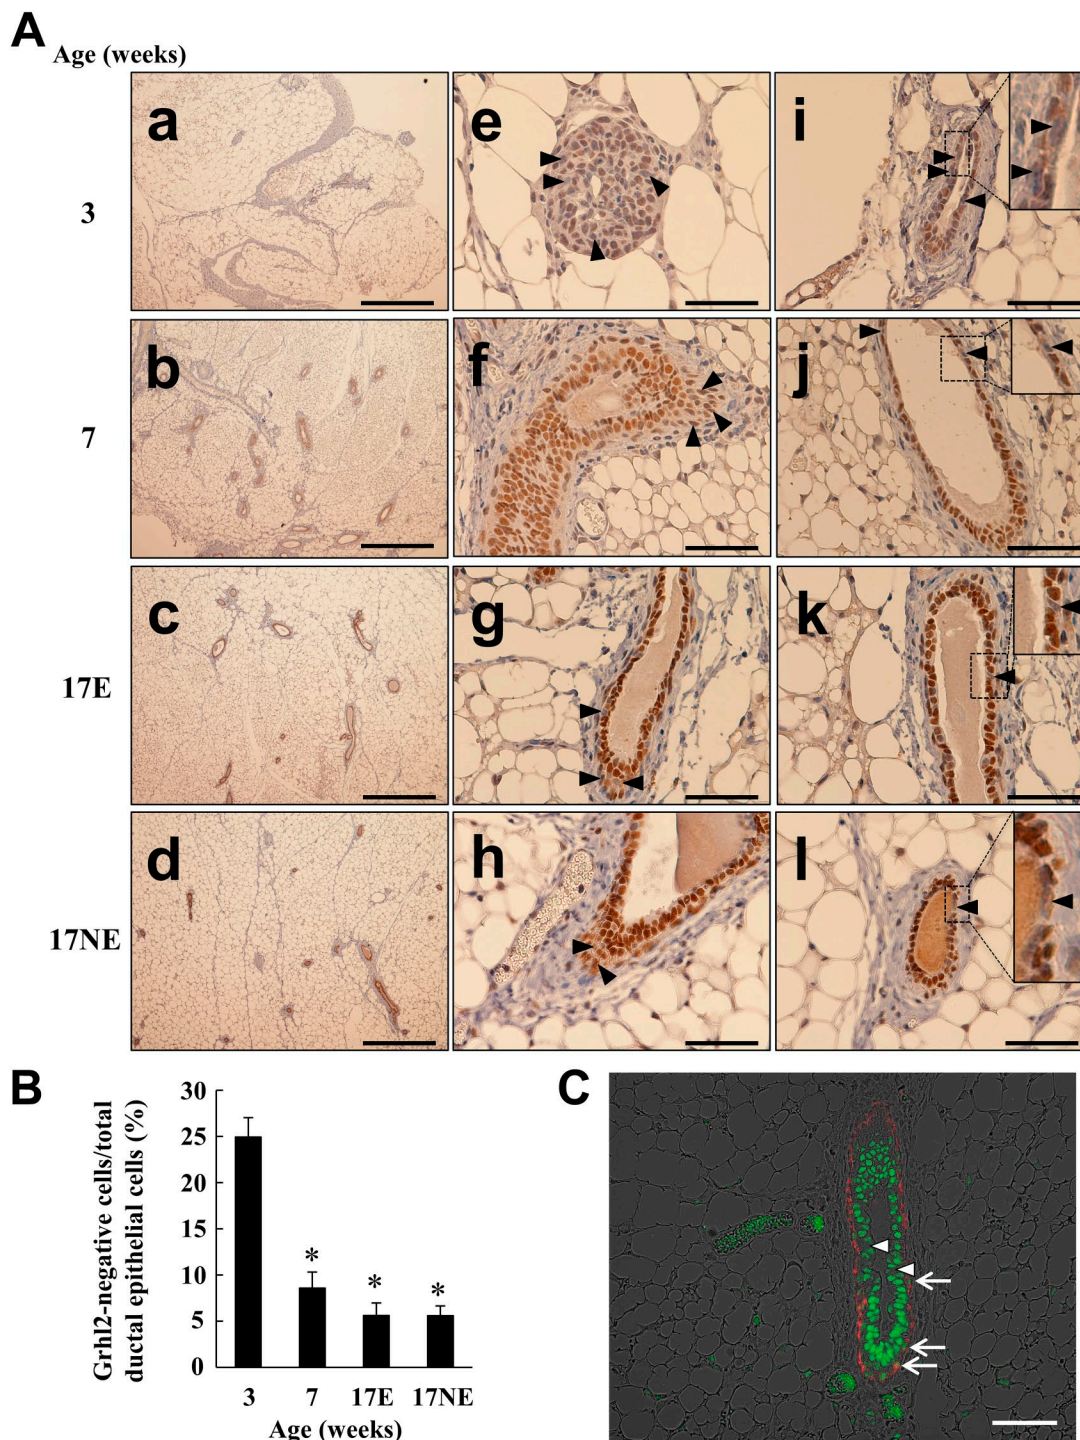 A
Age (weeks)
a e i
3
b f j
7
c g k
17E
d h l
17NE
B
Grhl2-negative cells/total
ductal epithelial cells (%)
30
25
20
15
10
5
0
*
*
*
3 7 17E 17NE
Age (weeks)
C